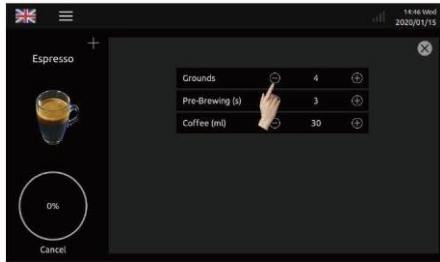 14:46 Wed
2020/01/15
Espresso
Grounds 4
Pre-Brewing (s) 3
Coffee (ml) 30
0%
Cancel